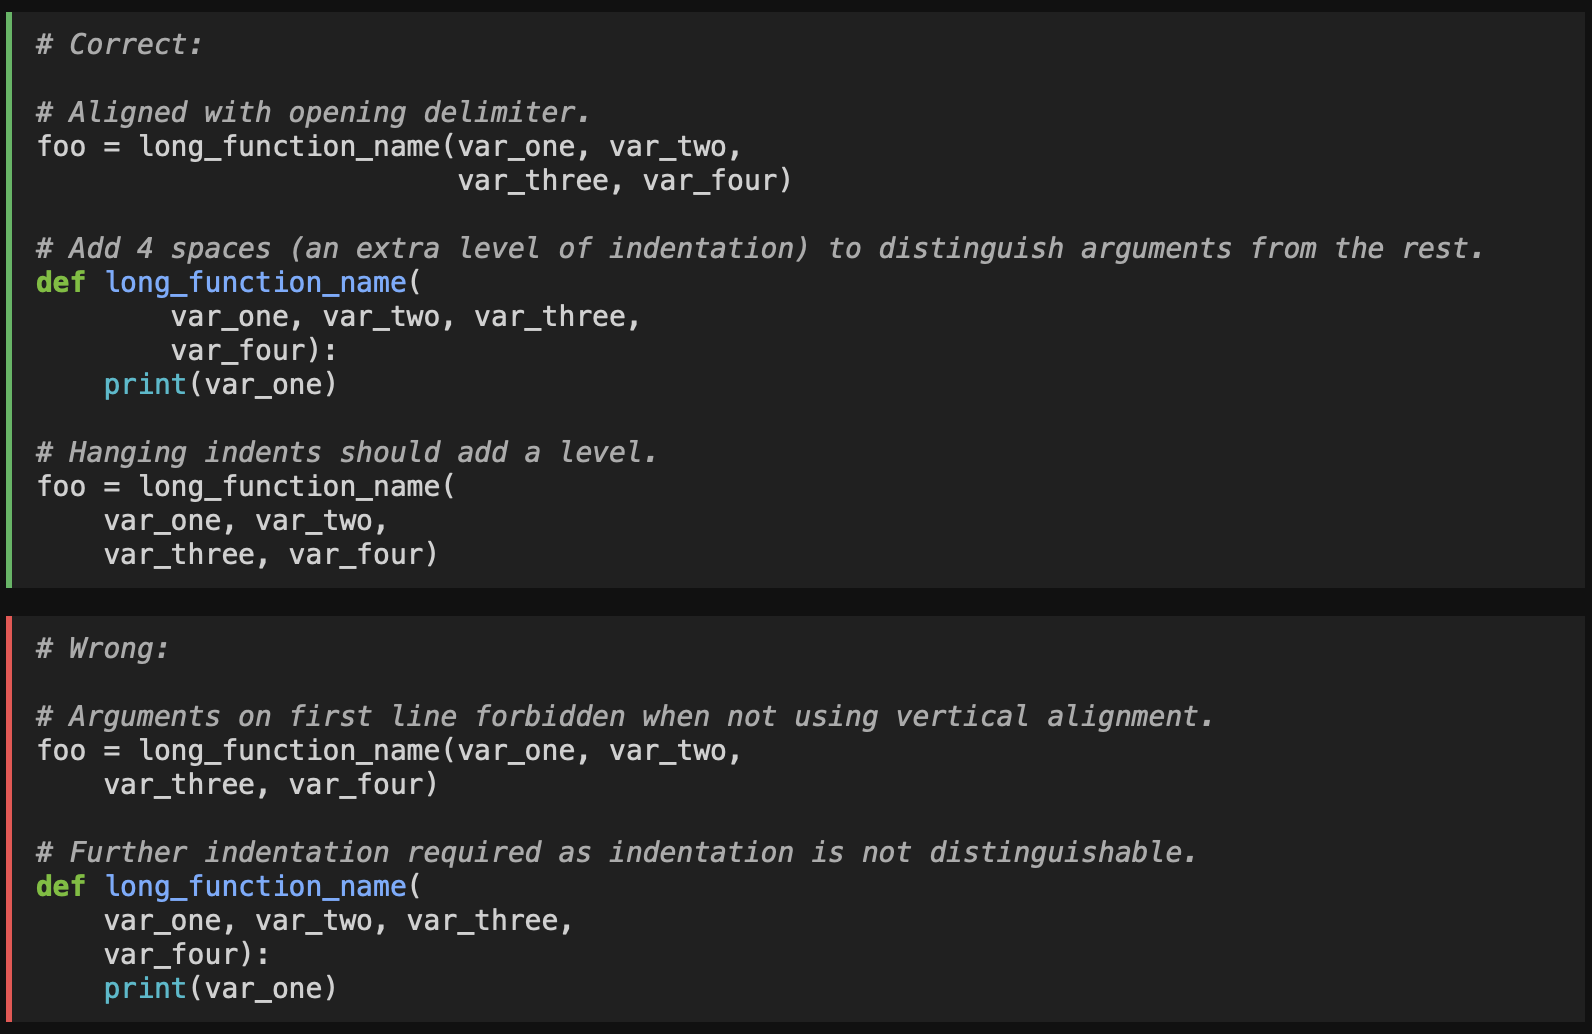 # Correct:

# Aligned with opening delimiter.
foo = long_function_name(var_one, var_two,
                         var_three, var_four)

# Add 4 spaces (an extra level of indentation) to distinguish arguments from the rest.
def long_function_name(
        var_one, var_two, var_three,
        var_four):
    print(var_one)

# Hanging indents should add a level.
foo = long_function_name(
    var_one, var_two,
    var_three, var_four)

# Wrong:

# Arguments on first line forbidden when not using vertical alignment.
foo = long_function_name(var_one, var_two,
    var_three, var_four)

# Further indentation required as indentation is not distinguishable.
def long_function_name(
    var_one, var_two, var_three,
    var_four):
    print(var_one)